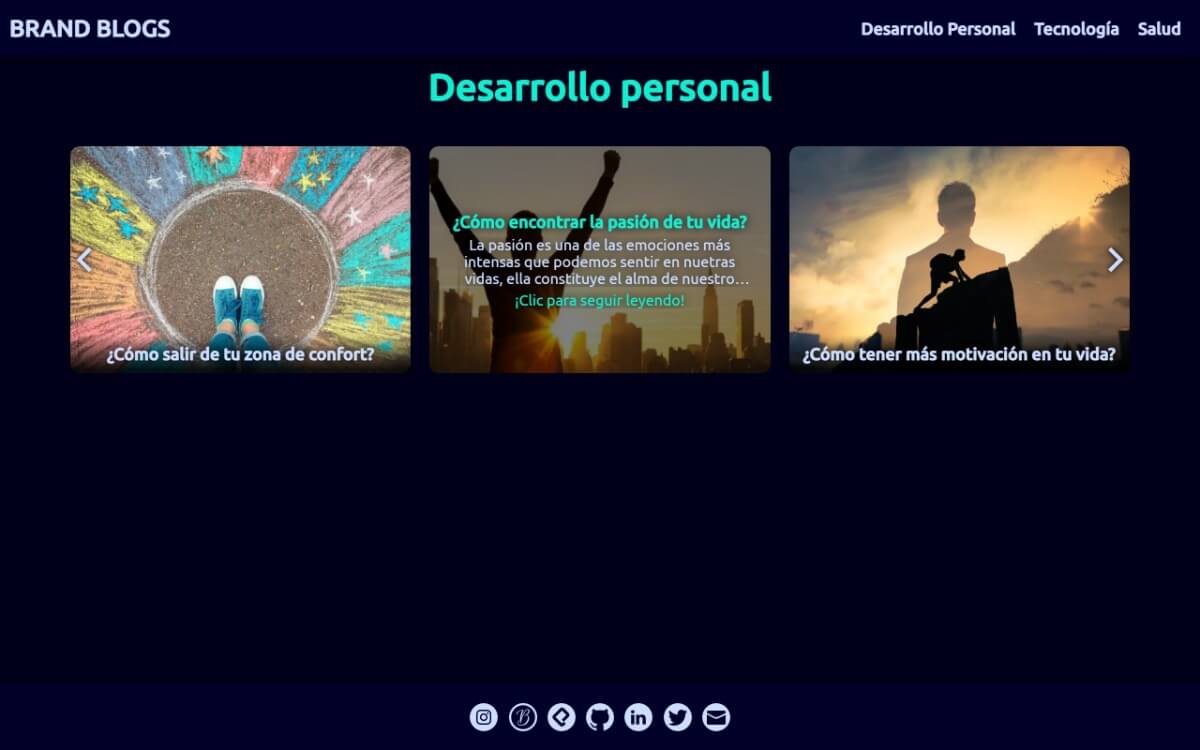 BRAND BLOGS
Desarrollo Personal
Tecnología
Salud
Desarrollo personal
¿Cómo salir de tu zona de confort?
¿Cómo encontrar la pasión de tu vida?
La pasión es una de las emociones más
intensas que podemos sentir en nuetras
vidas, ella constituye el alma de nuestro…
¡Clic para seguir leyendo!
¿Cómo tener más motivación en tu vida?